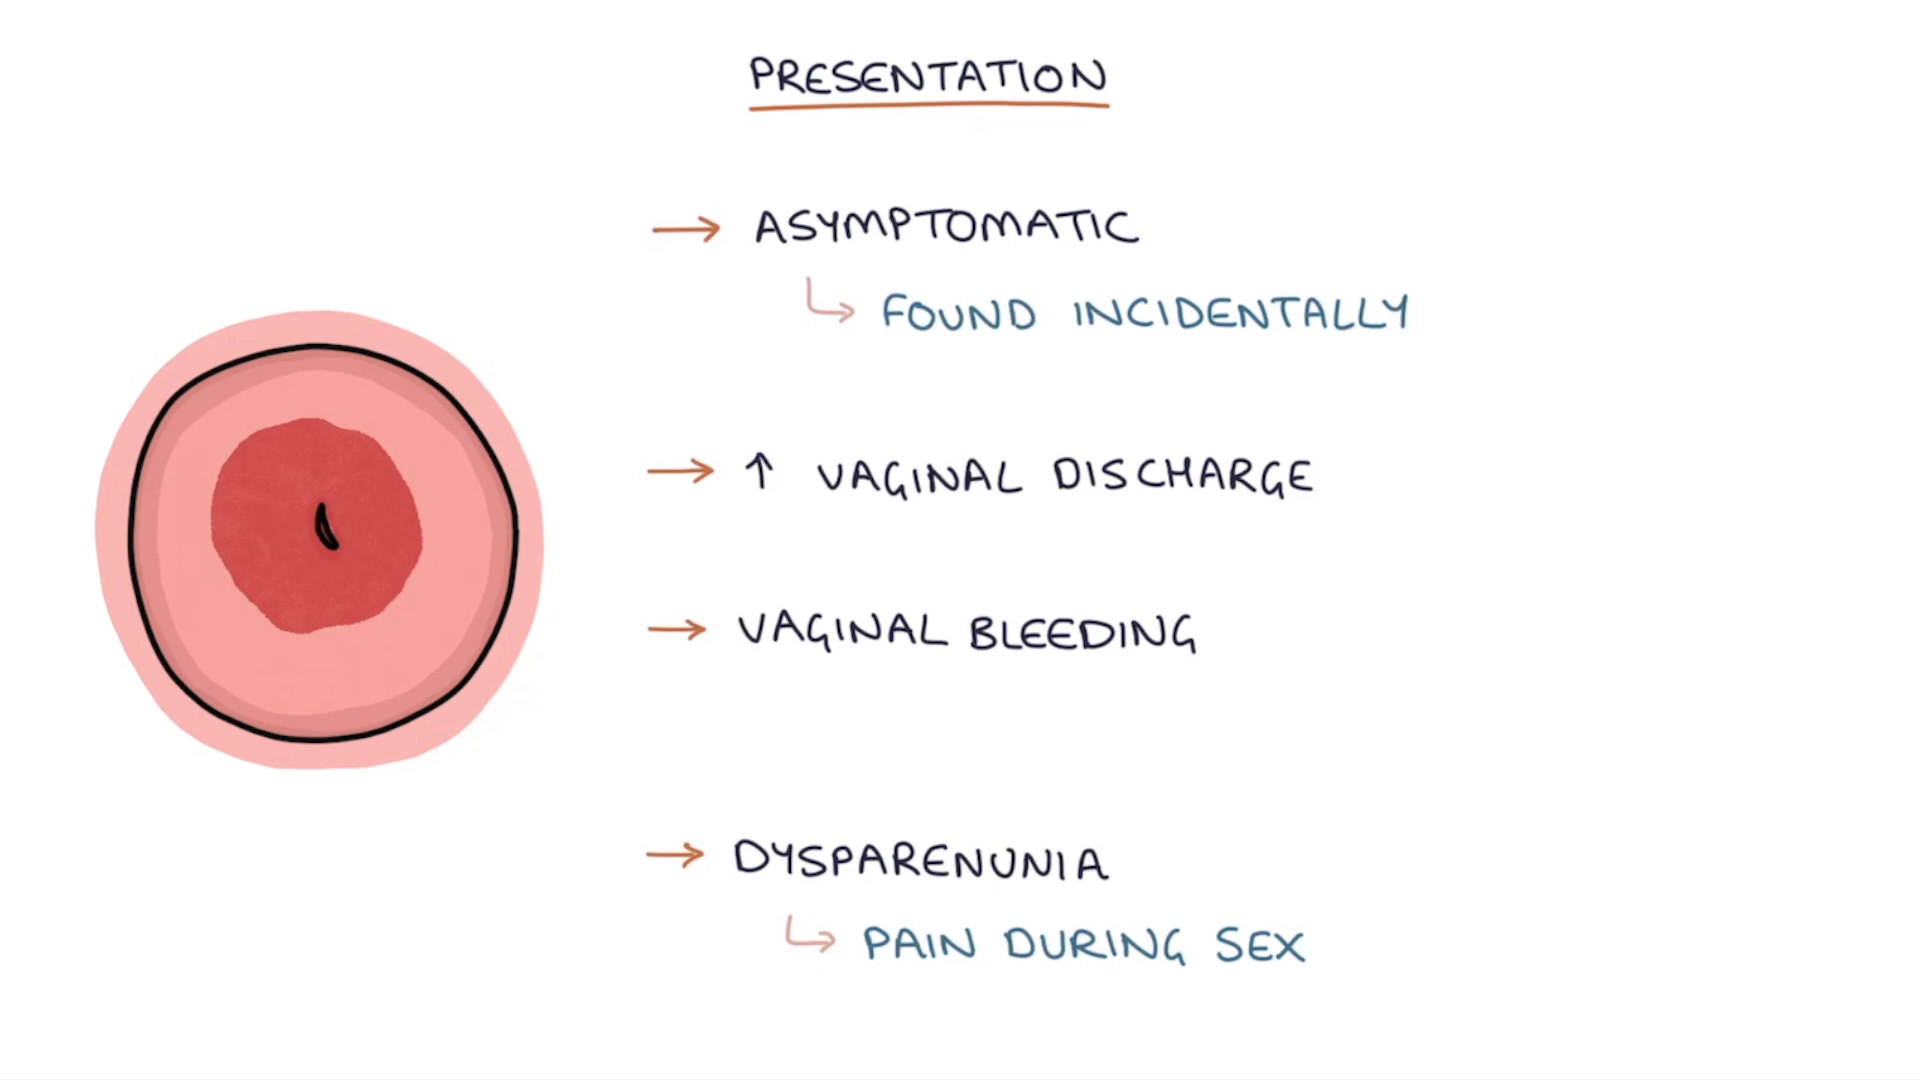 PRESENTATION
→ ASYMPTOMATIC
↳ FOUND INCIDENTALLY
→ ↑ VAGINAL DISCHARGE
→ VAGINAL BLEEDING
→ DYSPARENUNIA
↳ PAIN DURING SEX